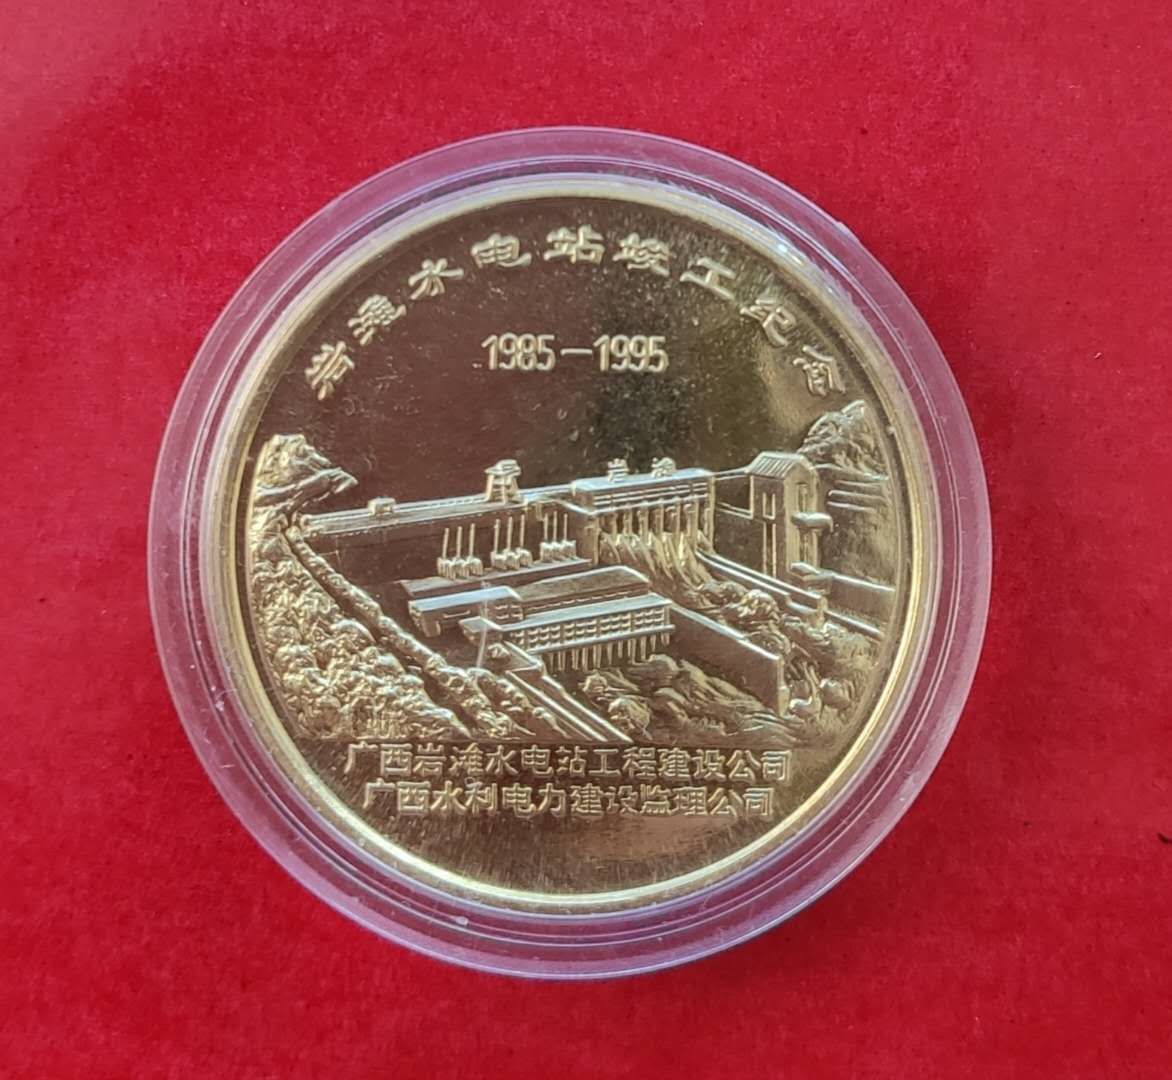 岩滩水电站竣工纪念
1985-1995
岩滩
广西岩滩水电站工程建设公司
广西水利电力建设监理公司